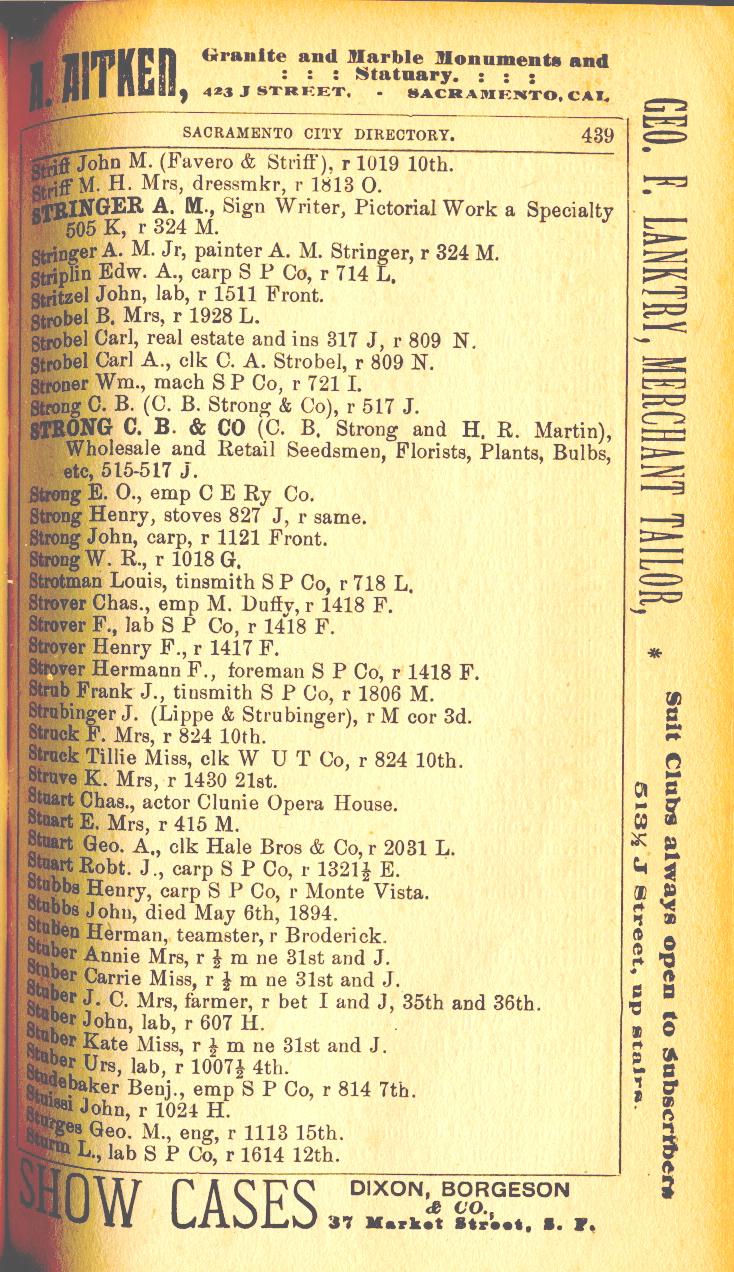 A. AITKEN,
Granite and Marble Monuments and
: : : Statuary. : : :
423 J STREET. - SACRAMENTO, CAL
SACRAMENTO CITY DIRECTORY. 439
Striff John M. (Favero & Striff), r 1019 10th.
Striff M. H. Mrs, dressmkr, r 1813 O.
STRINGER A. M., Sign Writer, Pictorial Work a Specialty
505 K, r 324 M.
Stringer A. M. Jr, painter A. M. Stringer, r 324 M.
Striplin Edw. A., carp S P Co, r 714 L.
Stritzel John, lab, r 1511 Front.
Strobel B. Mrs, r 1928 L.
Strobel Carl, real estate and ins 317 J, r 809 N.
Strobel Carl A., clk C. A. Strobel, r 809 N.
Stroner Wm., mach S P Co, r 721 I.
Strong C. B. (C. B. Strong & Co), r 517 J.
STRONG C. B. & CO (C. B. Strong and H. R. Martin),
Wholesale and Retail Seedsmen, Florists, Plants, Bulbs,
etc, 515-517 J.
Strong E. O., emp C E Ry Co.
Strong Henry, stoves 827 J, r same.
Strong John, carp, r 1121 Front.
Strong W. R., r 1018 G.
Strotman Louis, tinsmith S P Co, r 718 L.
Strover Chas., emp M. Duffy, r 1418 F.
Strover F., lab S P Co, r 1418 F.
Strover Henry F., r 1417 F.
Strover Hermann F., foreman S P Co, r 1418 F.
Strub Frank J., tinsmith S P Co, r 1806 M.
Strubinger J. (Lippe & Strubinger), r M cor 3d.
Struck F. Mrs, r 824 10th.
Struck Tillie Miss, clk W U T Co, r 824 10th.
Struve K. Mrs, r 1430 21st.
Stuart Chas., actor Clunie Opera House.
Stuart E. Mrs, r 415 M.
Stuart Geo. A., clk Hale Bros & Co, r 2031 L.
Stuart Robt. J., carp S P Co, r 1321½ E.
Stubbs Henry, carp S P Co, r Monte Vista.
Stubbs John, died May 6th, 1894.
Stuben Herman, teamster, r Broderick.
Stuber Annie Mrs, r ½ m ne 31st and J.
Stuber Carrie Miss, r ½ m ne 31st and J.
Stuber J. C. Mrs, farmer, r bet I and J, 35th and 36th.
Stuber John, lab, r 607 H.
Stuber Kate Miss, r ½ m ne 31st and J.
Stuber Urs, lab, r 1007½ 4th.
Studebaker Benj., emp S P Co, r 814 7th.
Stuissi John, r 1024 H.
Sturges Geo. M., eng, r 1113 15th.
Sturm L., lab S P Co, r 1614 12th.
SHOW CASES
DIXON, BORGESON
& CO.,
37 Market Street, S. F.
GEO. F. LANKTRY, MERCHANT TAILOR, *
Suit Clubs always open to Subscribers
513½ J Street, up stairs.